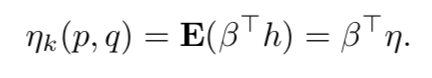 ηₖ(p, q) = 𝐄(β⊤h) = β⊤η.